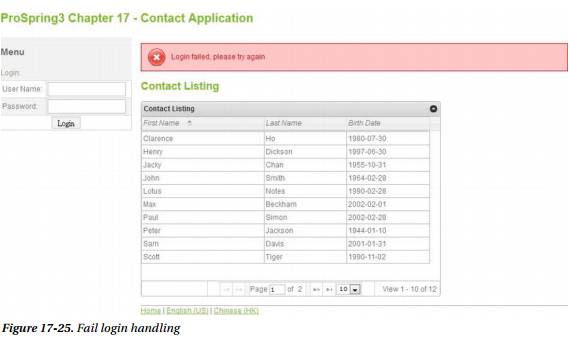 ProSpring3 Chapter 17 - Contact Application
Menu
Login:
User Name:
Password:
Login
Login failed, please try again
Contact Listing
Contact Listing
First Name Last Name Birth Date
Clarence Ho 1980-07-30
Henry Dickson 1997-06-30
Jacky Chan 1955-10-31
John Smith 1964-02-28
Lotus Notes 1990-02-28
Max Beckham 2002-02-01
Paul Simon 2002-02-28
Peter Jackson 1944-01-10
Sam Davis 2001-01-31
Scott Tiger 1990-11-02
Page 1 of 2 10 View 1 - 10 of 12
Home | English (US) | Chinese (HK)
Figure 17-25. Fail login handling